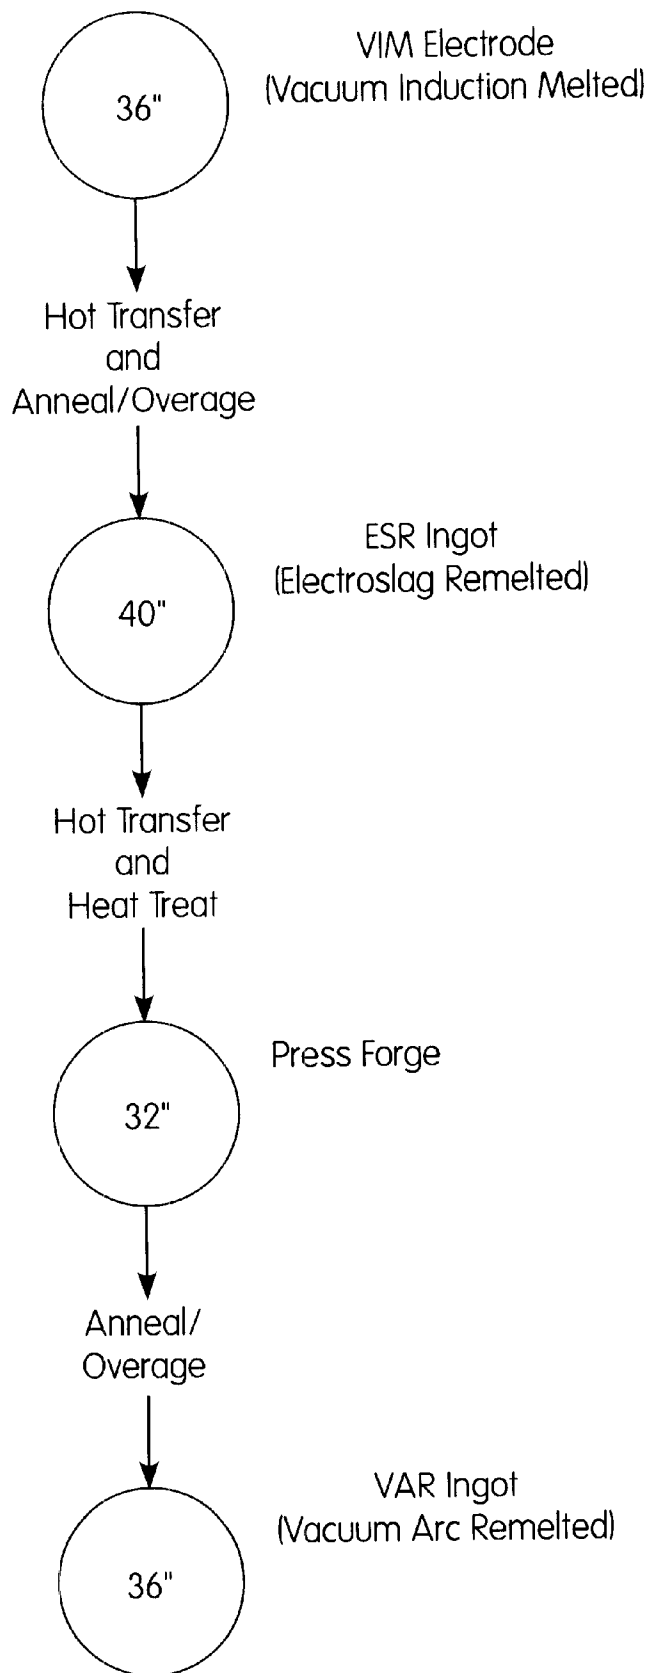 36"
VIM Electrode
(Vacuum Induction Melted)
Hot Transfer
and
Anneal/Overage
40"
ESR Ingot
(Electroslag Remelted)
Hot Transfer
and
Heat Treat
32"
Press Forge
Anneal/
Overage
36"
VAR Ingot
(Vacuum Arc Remelted)